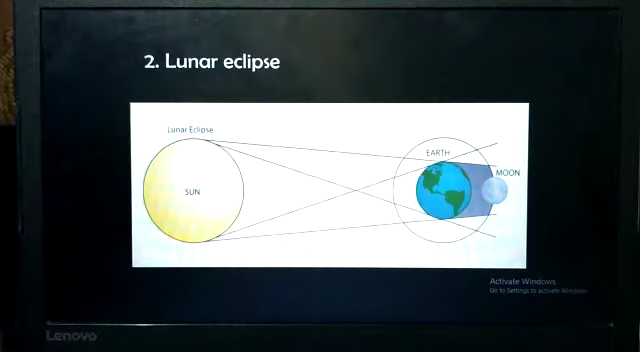 2. Lunar eclipse
Lunar Eclipse
EARTH
SUN
MOON
Activate Windows
Go to Settings to activate Windows
Lenovo